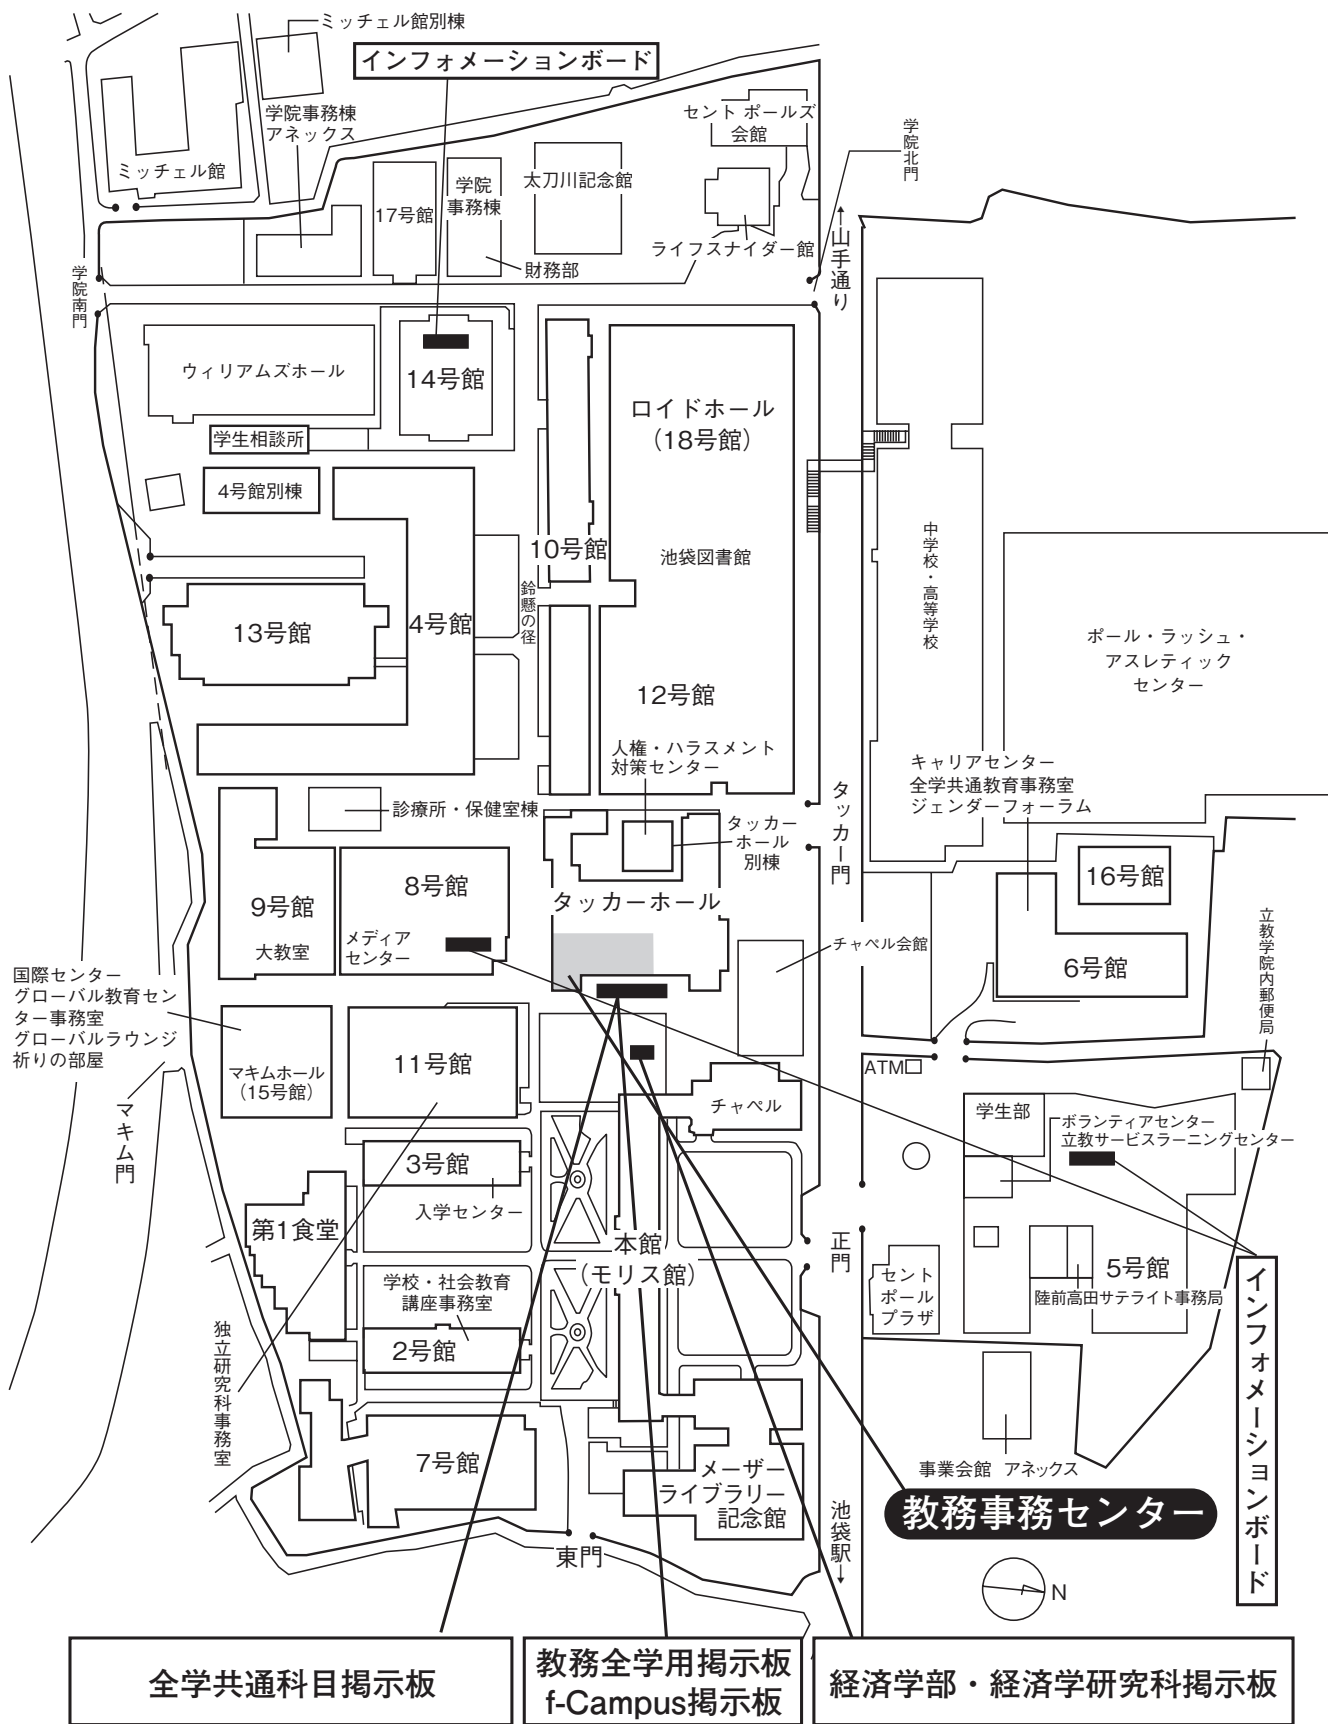 ミッチェル館別棟
インフォメーションボード
学院事務棟
アネックス
ミッチェル館
17号館
学院
事務棟
財務部
太刀川記念館
セント ポールズ
会館
ライフスナイダー館
学院北門
←山手通り
学院南門
ウィリアムズホール
14号館
学生相談所
4号館別棟
ロイドホール
(18号館)
池袋図書館
10号館
鈴懸の径
4号館
13号館
12号館
人権・ハラスメント
対策センター
中学校・高等学校
ポール・ラッシュ・
アスレティック
センター
キャリアセンター
全学共通教育事務室
ジェンダーフォーラム
タッカー門
診療所・保健室棟
タッカー
ホール
別棟
タッカーホール
8号館
メディア
センター
9号館
大教室
16号館
6号館
チャペル会館
立教学院内郵便局
国際センター
グローバル教育セン
ター事務室
グローバルラウンジ
祈りの部屋
マキムホール
(15号館)
11号館
マキム門
チャペル
ATM
学生部
ボランティアセンター
立教サービスラーニングセンター
3号館
入学センター
第1食堂
本館
(モリス館)
正門
セント
ポール
プラザ
5号館
陸前高田サテライト事務局
学校・社会教育
講座事務室
2号館
独立研究科事務室
7号館
メーザー
ライブラリー
記念館
事業会館 アネックス
教務事務センター
インフォメーションボード
池袋駅→
東門
N
全学共通科目掲示板
教務全学用掲示板
f-Campus掲示板
経済学部・経済学研究科掲示板